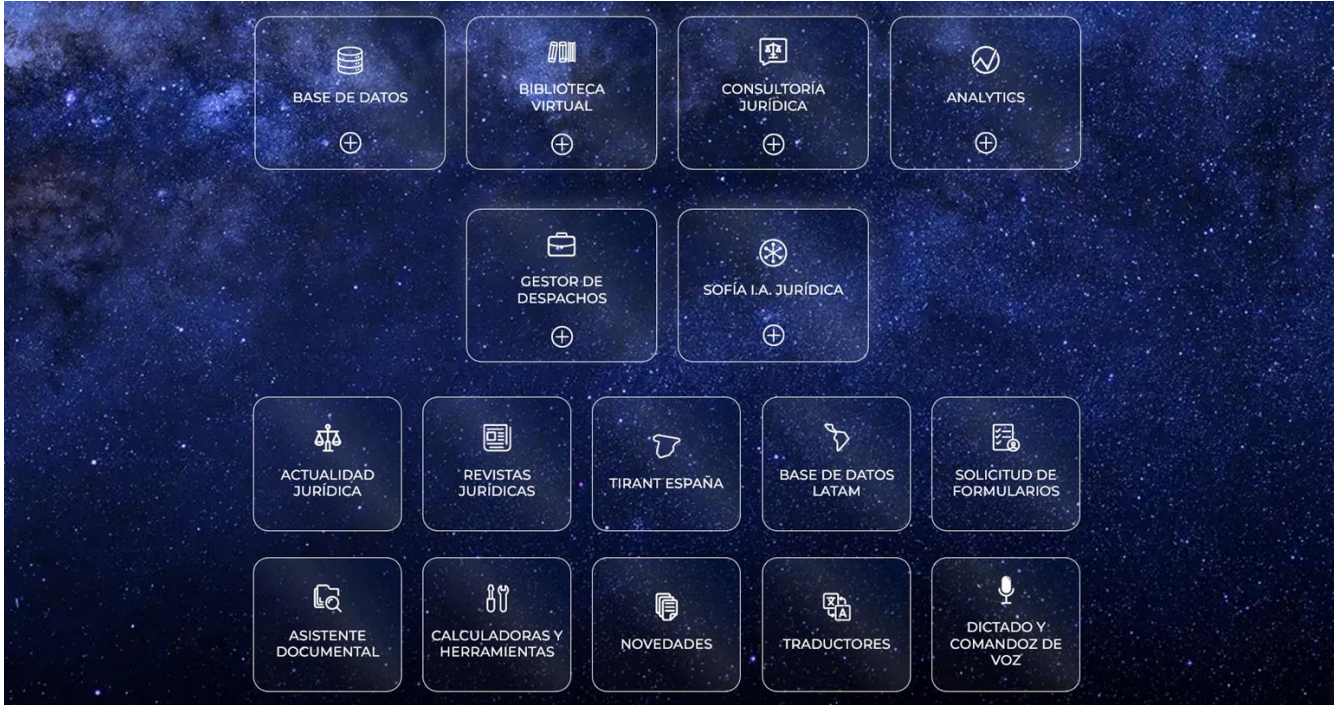 BASE DE DATOS
BIBLIOTECA
VIRTUAL
CONSULTORÍA
JURÍDICA
ANALYTICS
GESTOR DE
DESPACHOS
SOFÍA I.A. JURÍDICA
ACTUALIDAD
JURÍDICA
REVISTAS
JURÍDICAS
TIRANT ESPAÑA
BASE DE DATOS
LATAM
SOLICITUD DE
FORMULARIOS
ASISTENTE
DOCUMENTAL
CALCULADORAS Y
HERRAMIENTAS
NOVEDADES
TRADUCTORES
DICTADO Y
COMANDOZ DE
VOZ